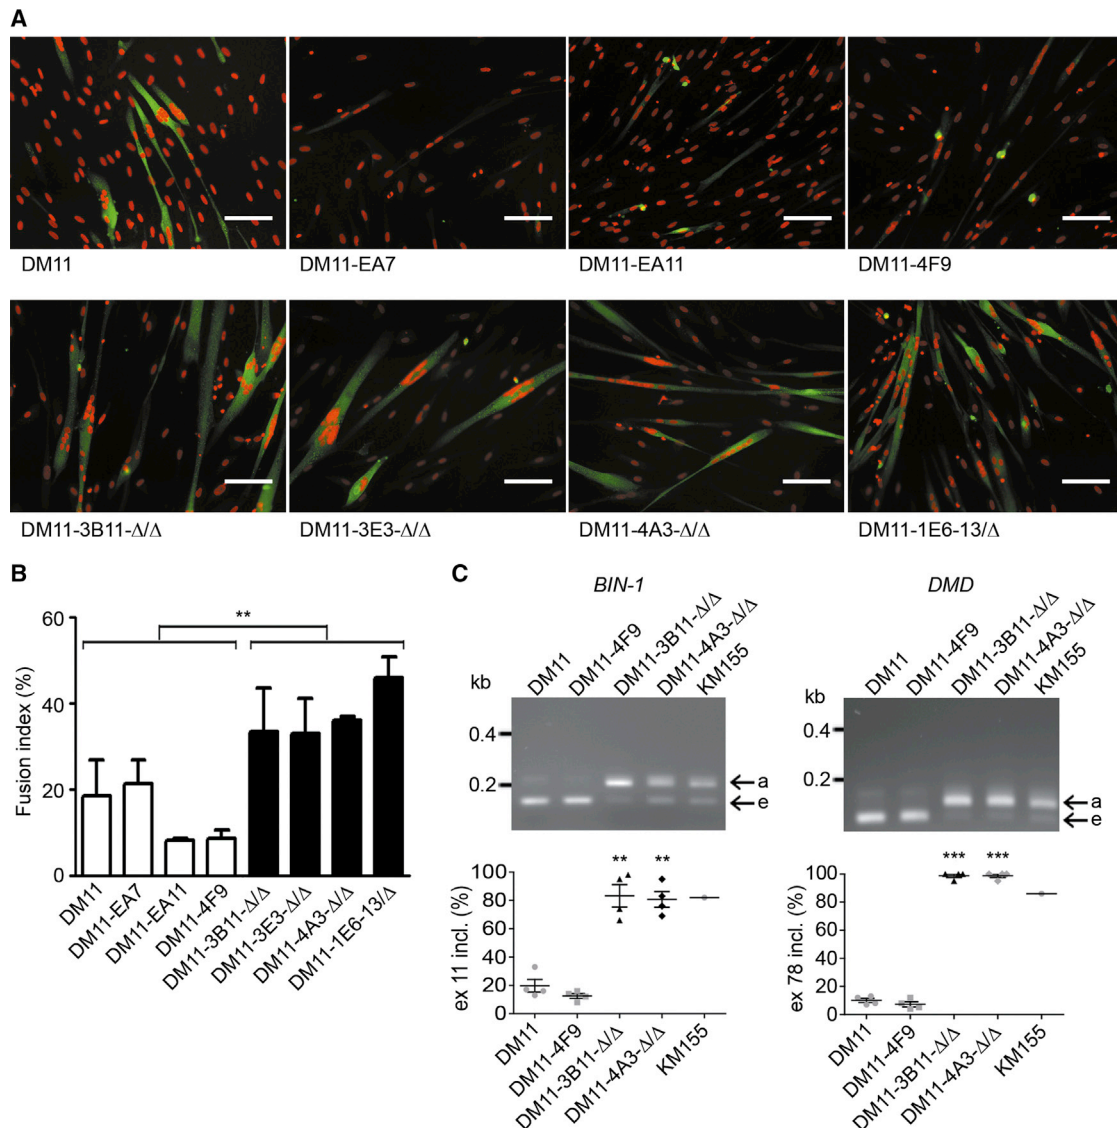 A
DM11
DM11-EA7
DM11-EA11
DM11-4F9
DM11-3B11-Δ/Δ
DM11-3E3-Δ/Δ
DM11-4A3-Δ/Δ
DM11-1E6-13/Δ
B
Fusion index (%)
60
40
20
0
**
DM11
DM11-EA7
DM11-EA11
DM11-4F9
DM11-3B11-Δ/Δ
DM11-3E3-Δ/Δ
DM11-4A3-Δ/Δ
DM11-1E6-13/Δ
C
BIN-1
DM11
DM11-4F9
DM11-3B11-Δ/Δ
DM11-4A3-Δ/Δ
KM155
kb
0.4
0.2
a
e
ex 11 incl. (%)
100
80
60
40
20
0
** **
DM11
DM11-4F9
DM11-3B11-Δ/Δ
DM11-4A3-Δ/Δ
KM155
DMD
DM11
DM11-4F9
DM11-3B11-Δ/Δ
DM11-4A3-Δ/Δ
KM155
kb
0.4
0.2
a
e
ex 78 incl. (%)
100
80
60
40
20
0
*** ***
DM11
DM11-4F9
DM11-3B11-Δ/Δ
DM11-4A3-Δ/Δ
KM155